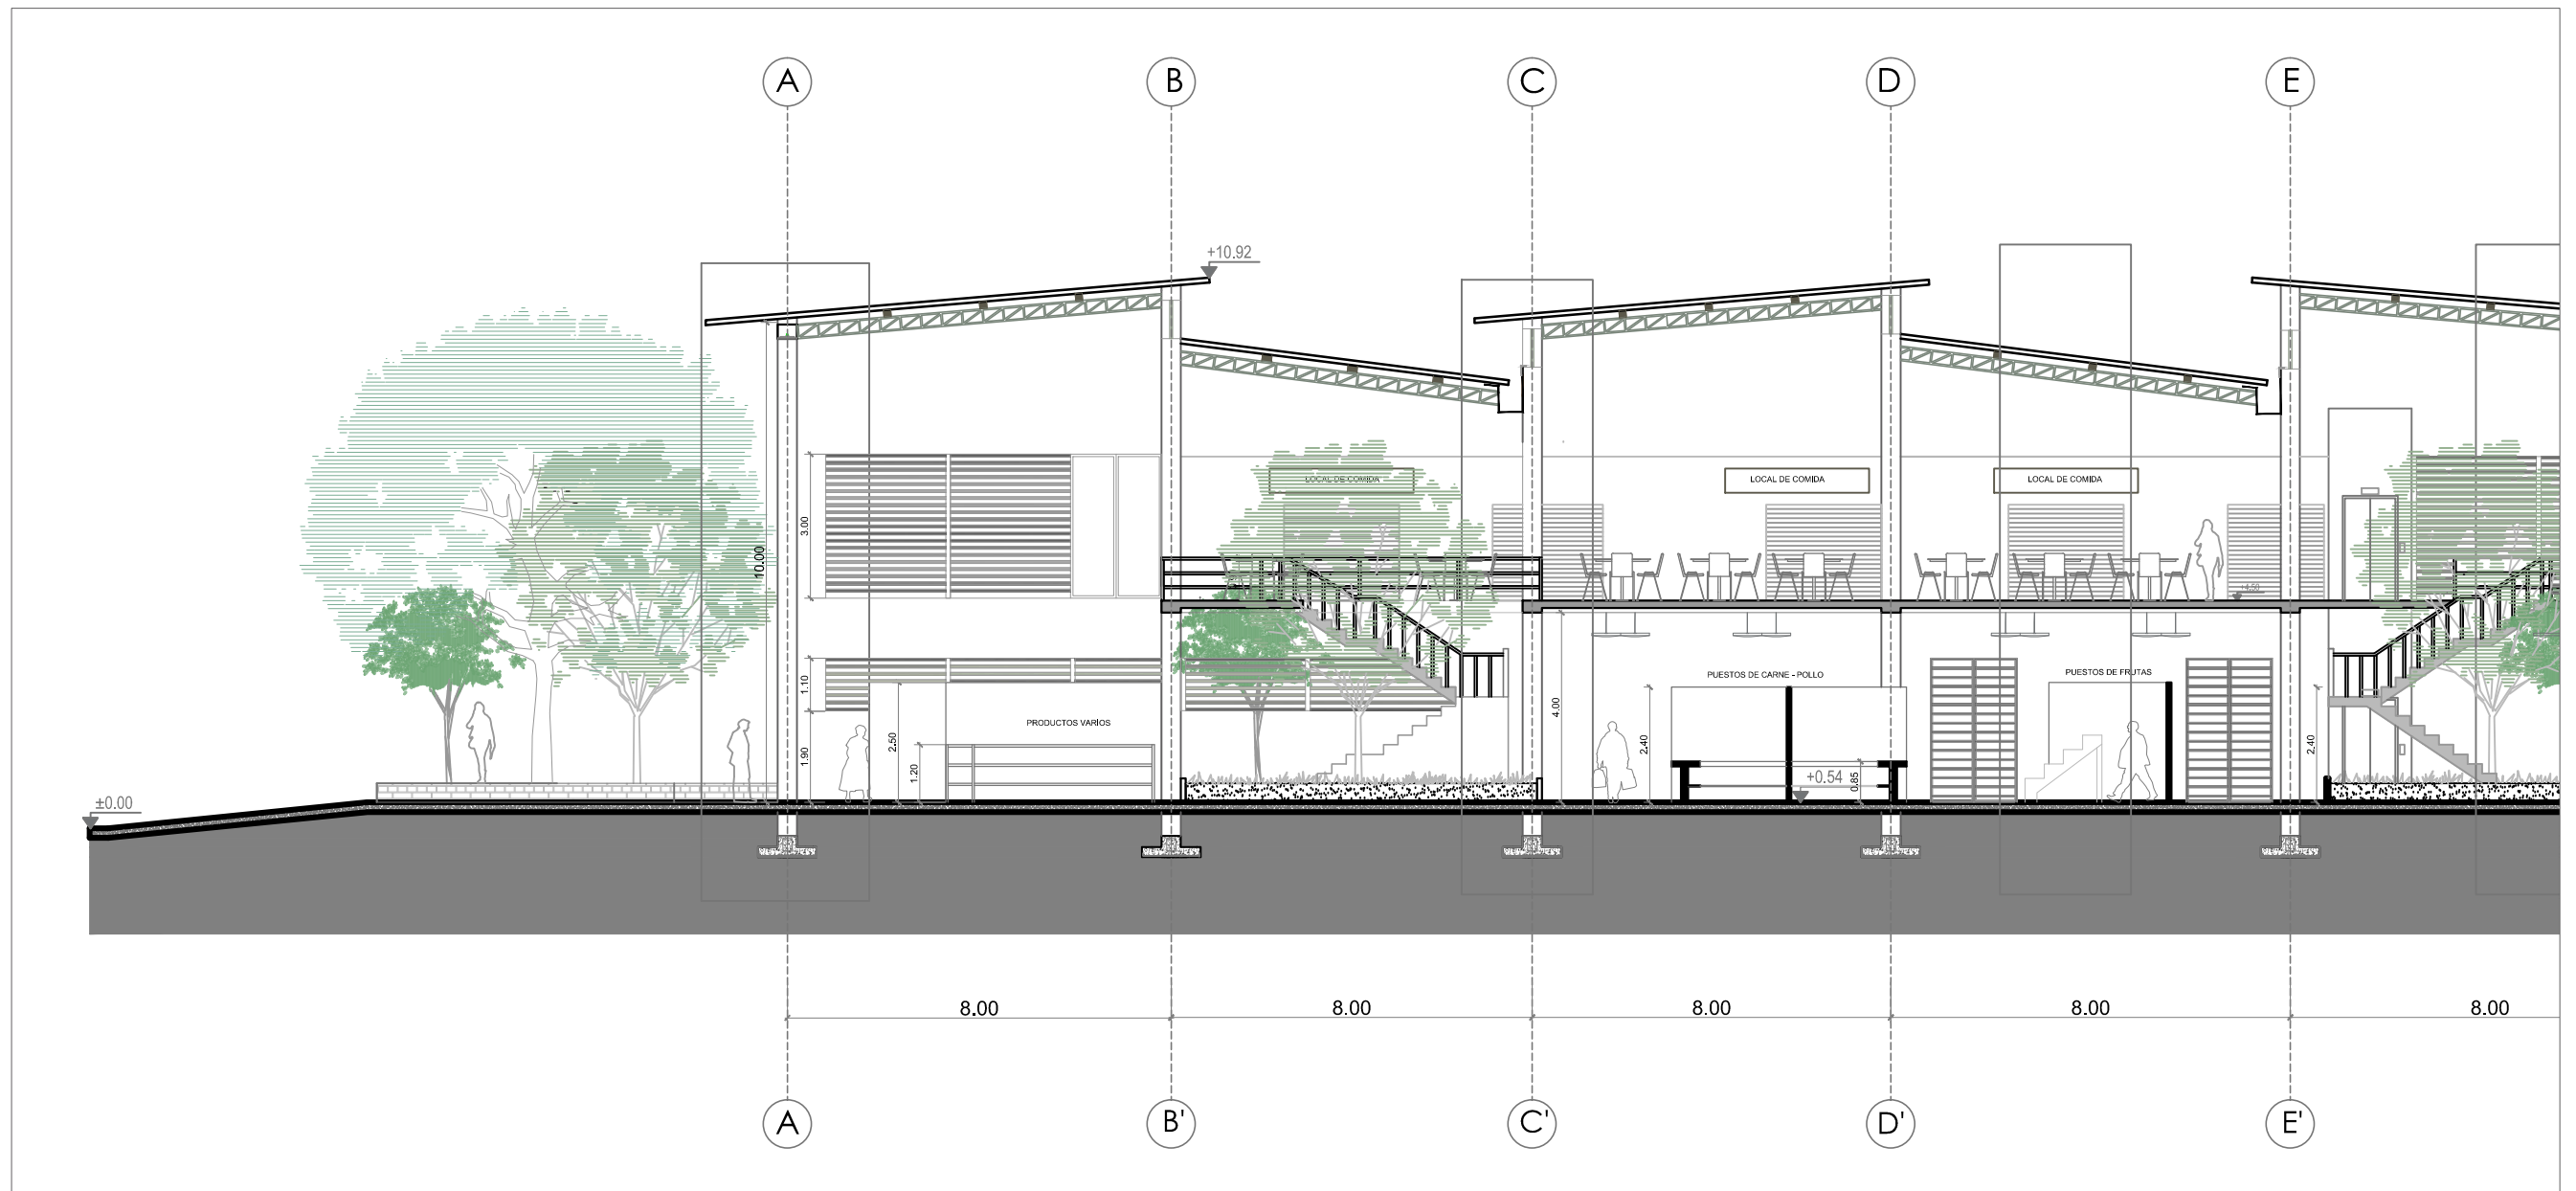 A
B
C
D
E
+10.92
LOCAL DE COMIDA
LOCAL DE COMIDA
LOCAL DE COMIDA
3.00
10.00
+4.50
1.10
PUESTOS DE CARNE - POLLO
PUESTOS DE FRUTAS
PRODUCTOS VARIOS
4.00
2.50
1.90
1.20
2.40
+0.54
0.85
2.40
±0.00
8.00
8.00
8.00
8.00
8.00
A
B'
C'
D'
E'